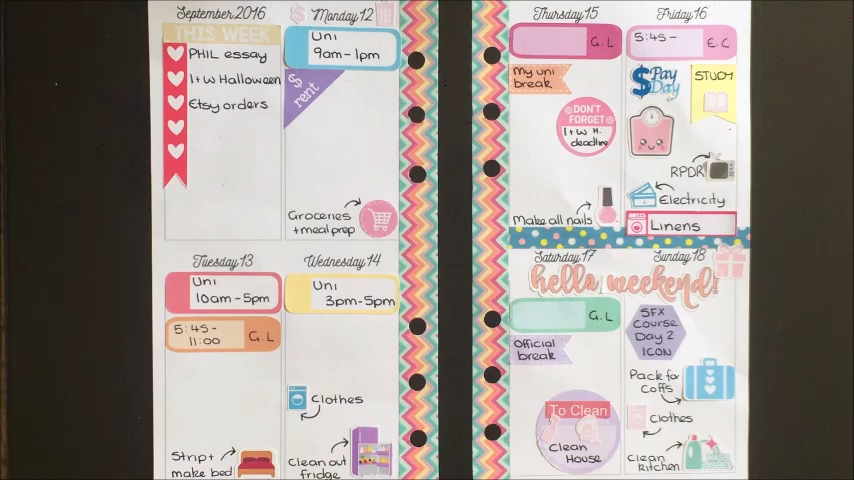 September 2016
THIS WEEK
PHIL essay
I+W Halloween
Etsy orders
Monday 12
Uni
9am-1pm
$
rent
Groceries
+meal prep
Tuesday 13
Uni
10am-5pm
5:45-
11:00
G.L
Strip +
make bed
Wednesday 14
Uni
3pm-5pm
Clothes
Clean out
fridge
Thursday 15
G.L
My uni
break
DON'T
FORGET
I+W H.
deadline
Make all nails
Friday 16
5:45-
E.C
$Pay
Day
STUDY
RPDR
Electricity
Linens
Saturday 17
Sunday 18
hello weekend!
G.L
Official
break
To Clean
Clean
House
SFX
Course
Day 2
ICON
Pack for
Coffs
Clothes
Clean
kitchen